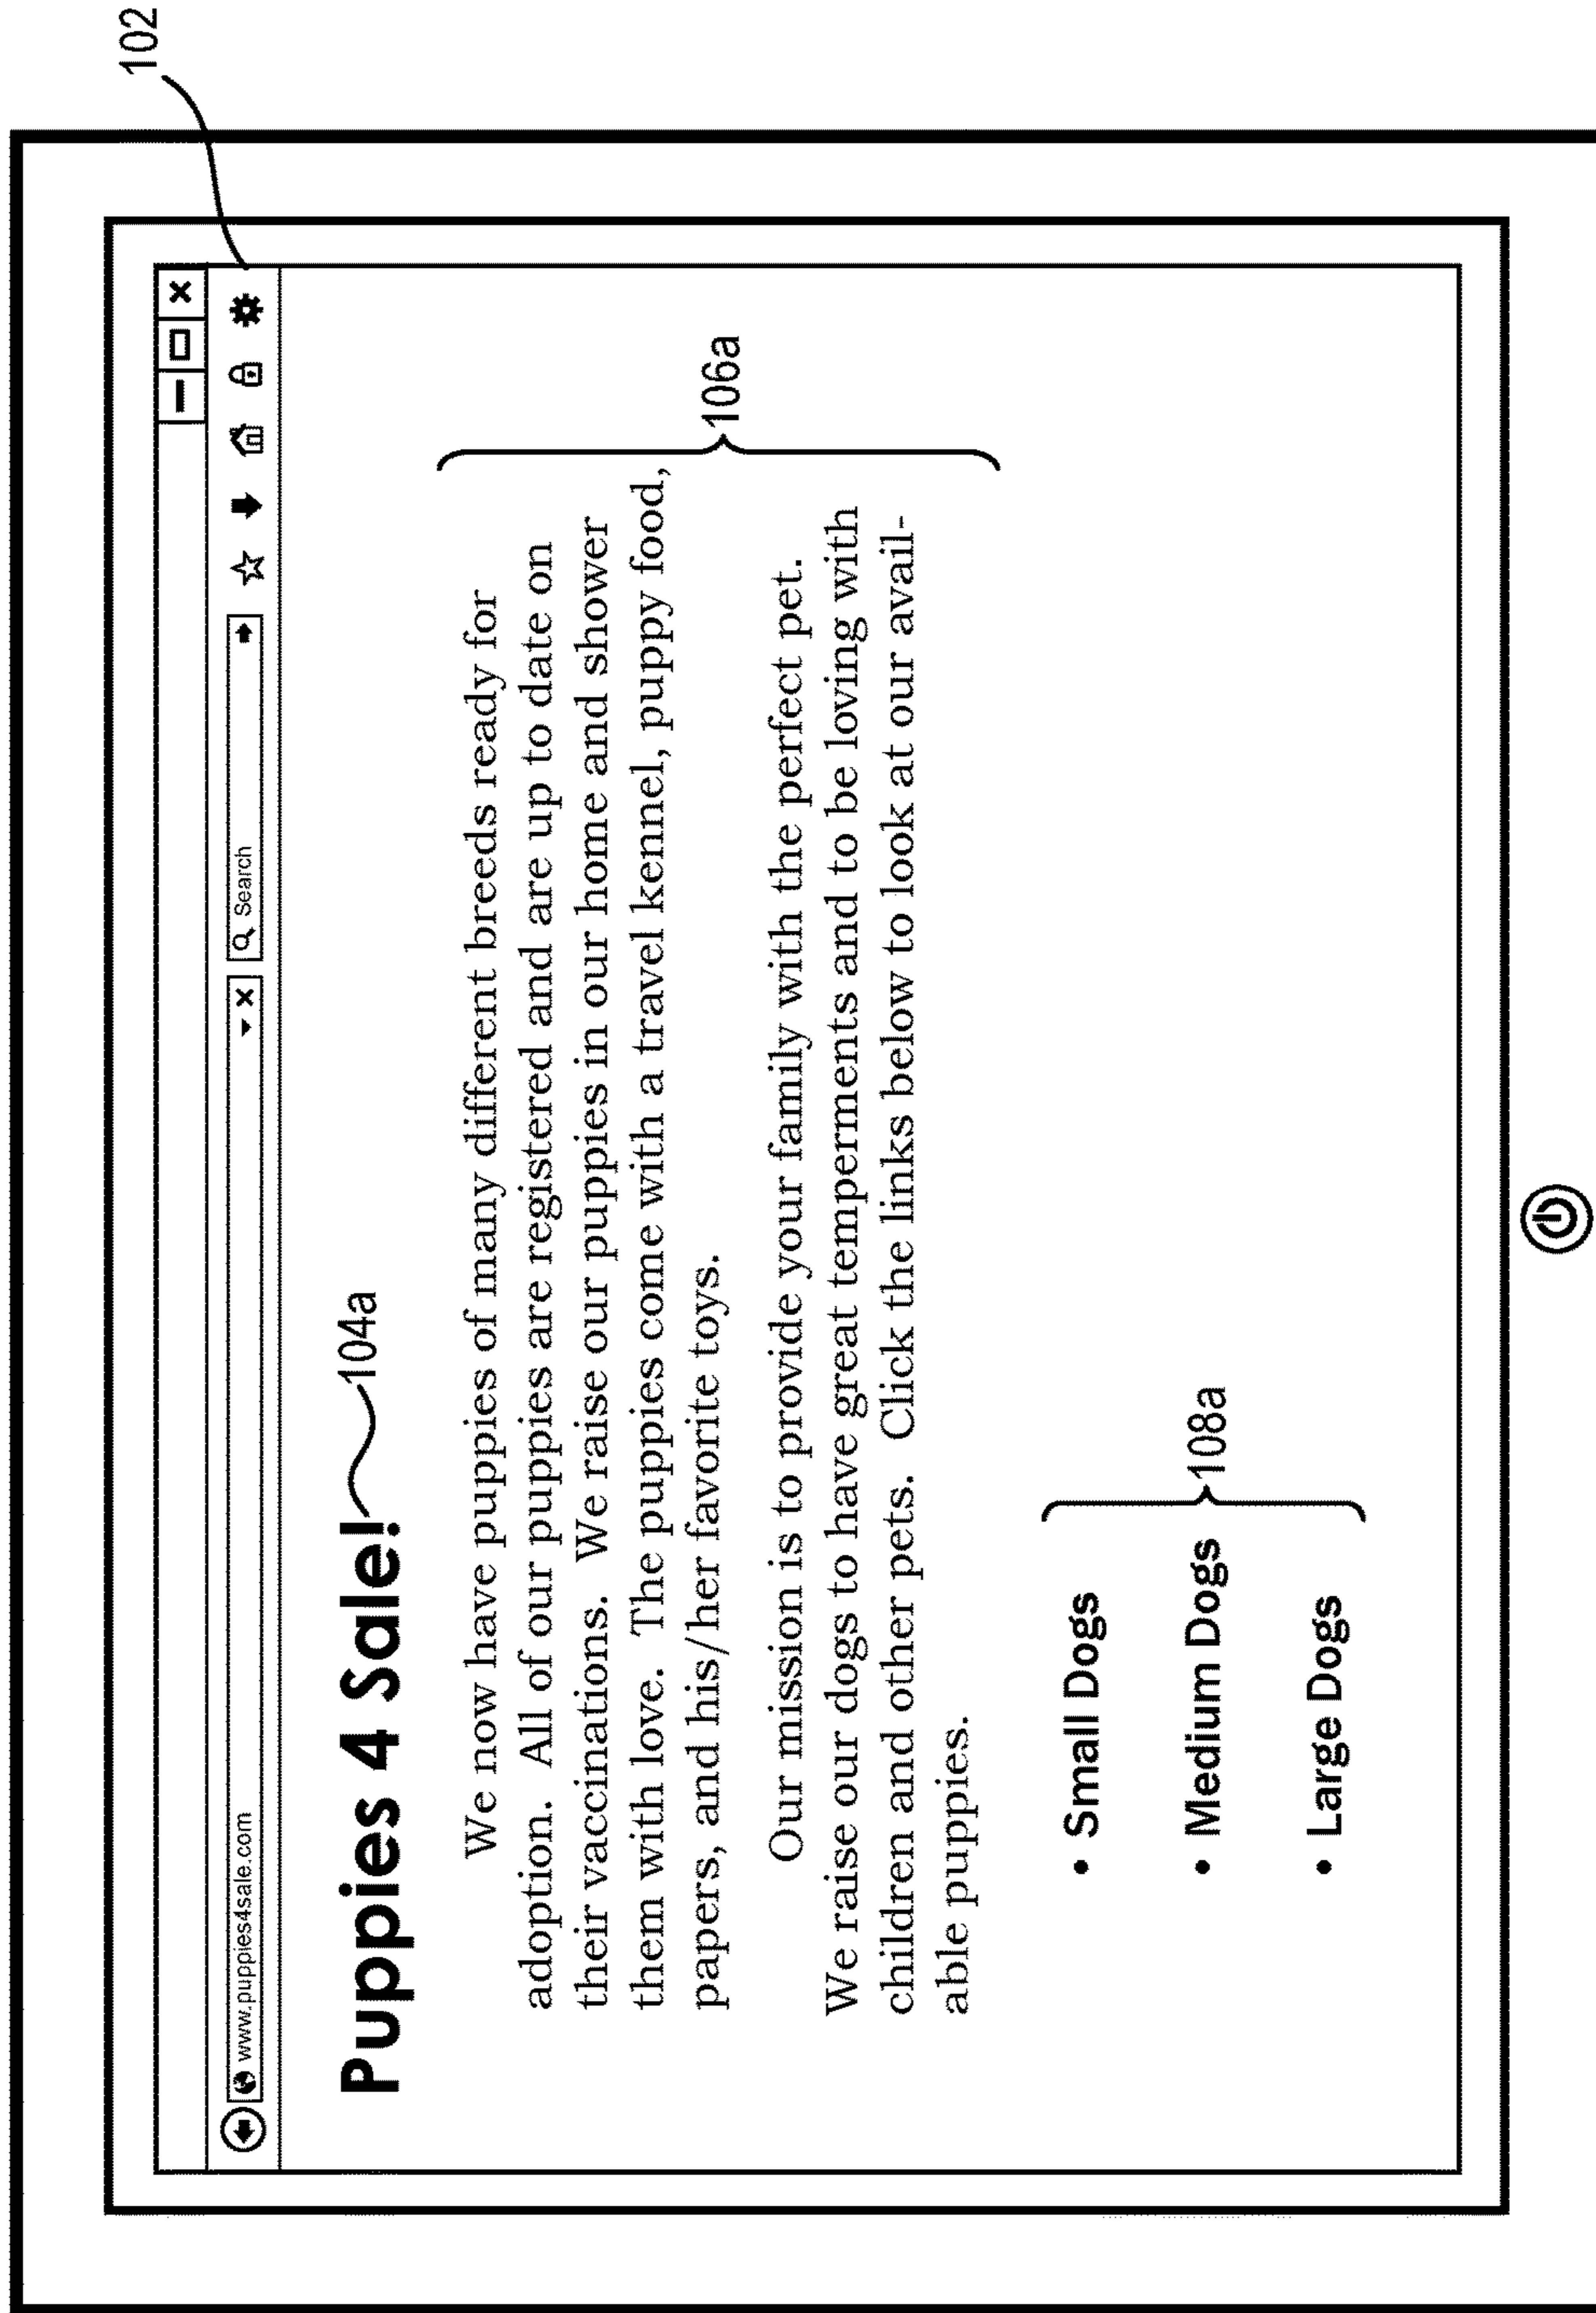 102
www.puppies4sale.com
Search
Puppies 4 Sale!
104a
We now have puppies of many different breeds ready for
adoption. All of our puppies are registered and are up to date on
their vaccinations. We raise our puppies in our home and shower
them with love. The puppies come with a travel kennel, puppy food,
papers, and his/her favorite toys.
106a
Our mission is to provide your family with the perfect pet.
We raise our dogs to have great temperments and to be loving with
children and other pets. Click the links below to look at our avail-
able puppies.
• Small Dogs
• Medium Dogs
108a
• Large Dogs